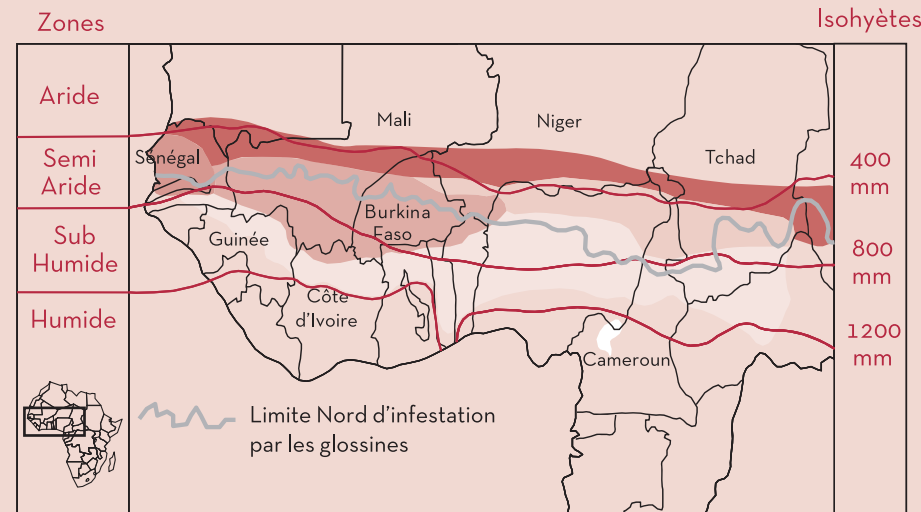 Zones
Isohyètes
Aride
Semi
Aride
Sub
Humide
Humide
Mali
Niger
Tchad
Sénégal
Burkina
Faso
Guinée
Côte
d'Ivoire
Cameroun
400
mm
800
mm
1200
mm
Limite Nord d'infestation
par les glossines